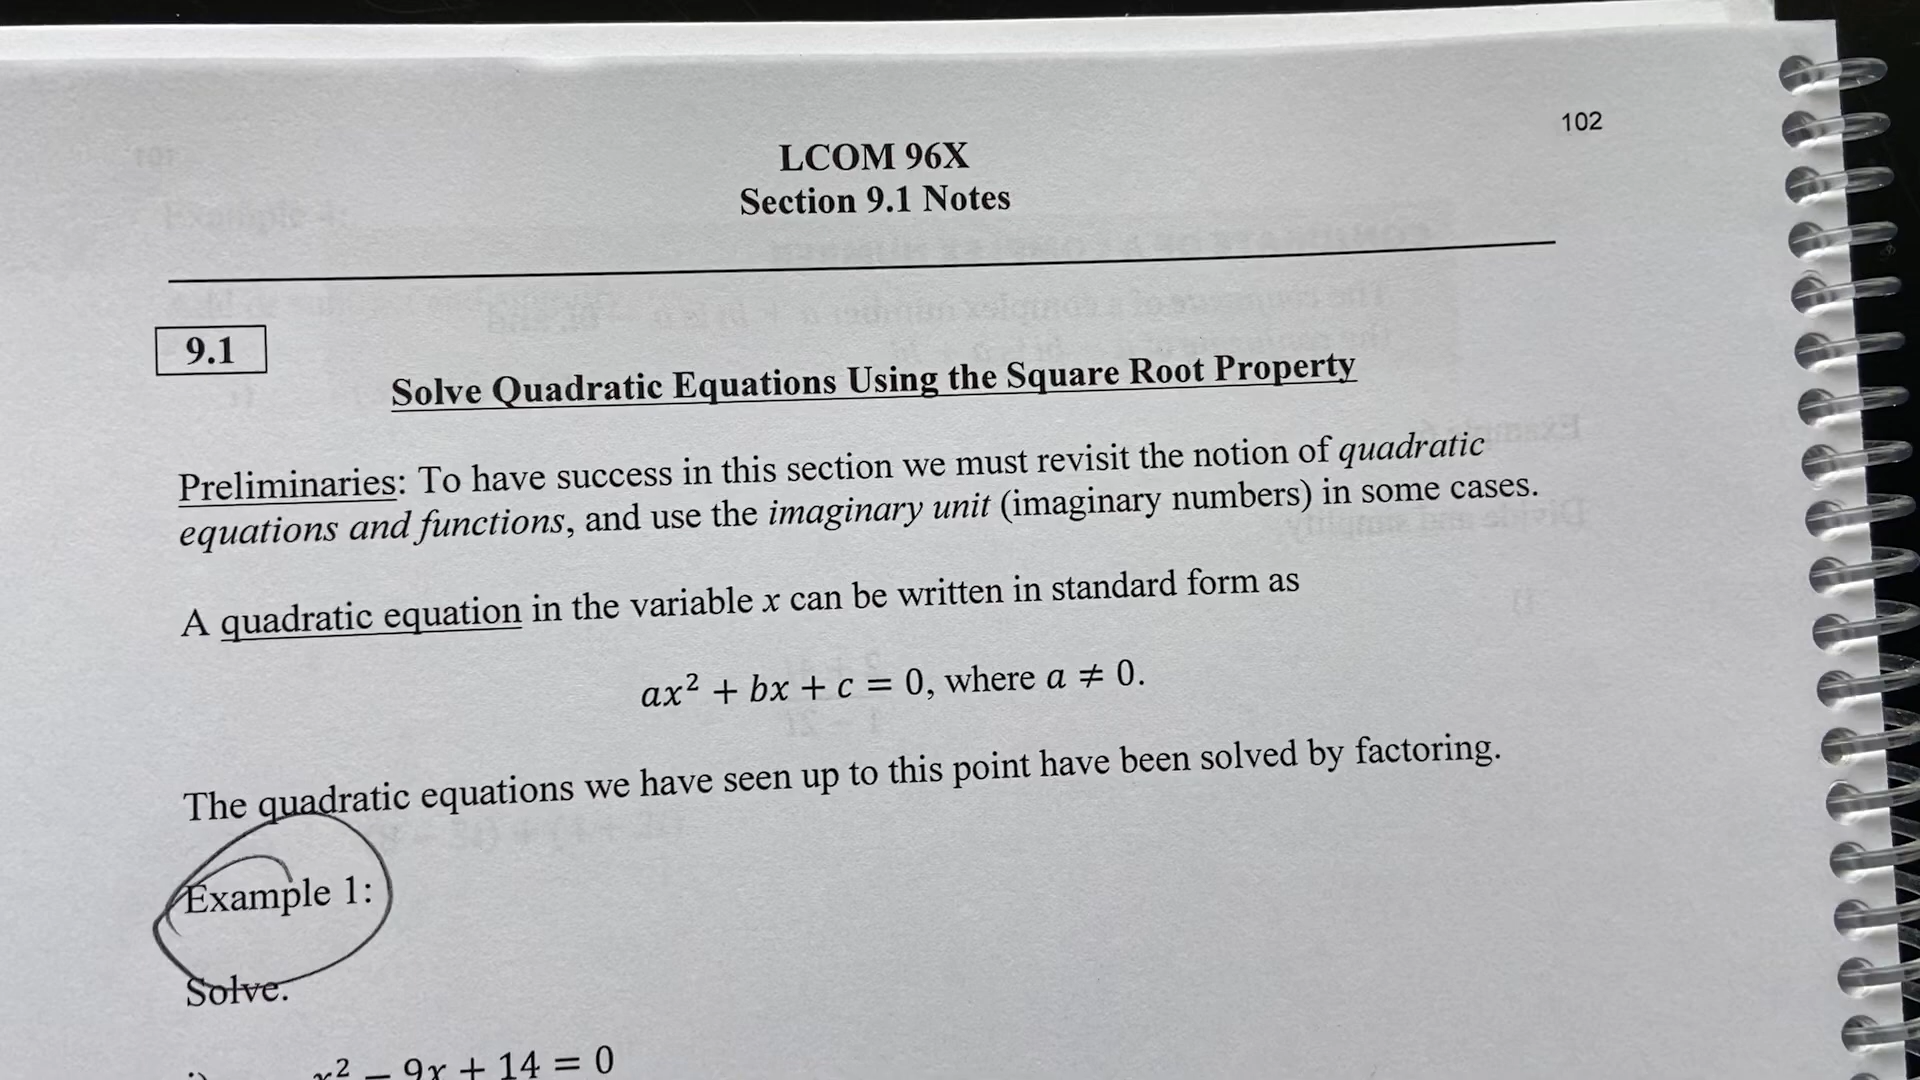 102
LCOM 96X
Section 9.1 Notes
9.1
Solve Quadratic Equations Using the Square Root Property
Preliminaries: To have success in this section we must revisit the notion of quadratic
equations and functions, and use the imaginary unit (imaginary numbers) in some cases.
A quadratic equation in the variable x can be written in standard form as
ax² + bx + c = 0, where a ≠ 0.
The quadratic equations we have seen up to this point have been solved by factoring.
Example 1:
Solve.
x² − 9x + 14 = 0